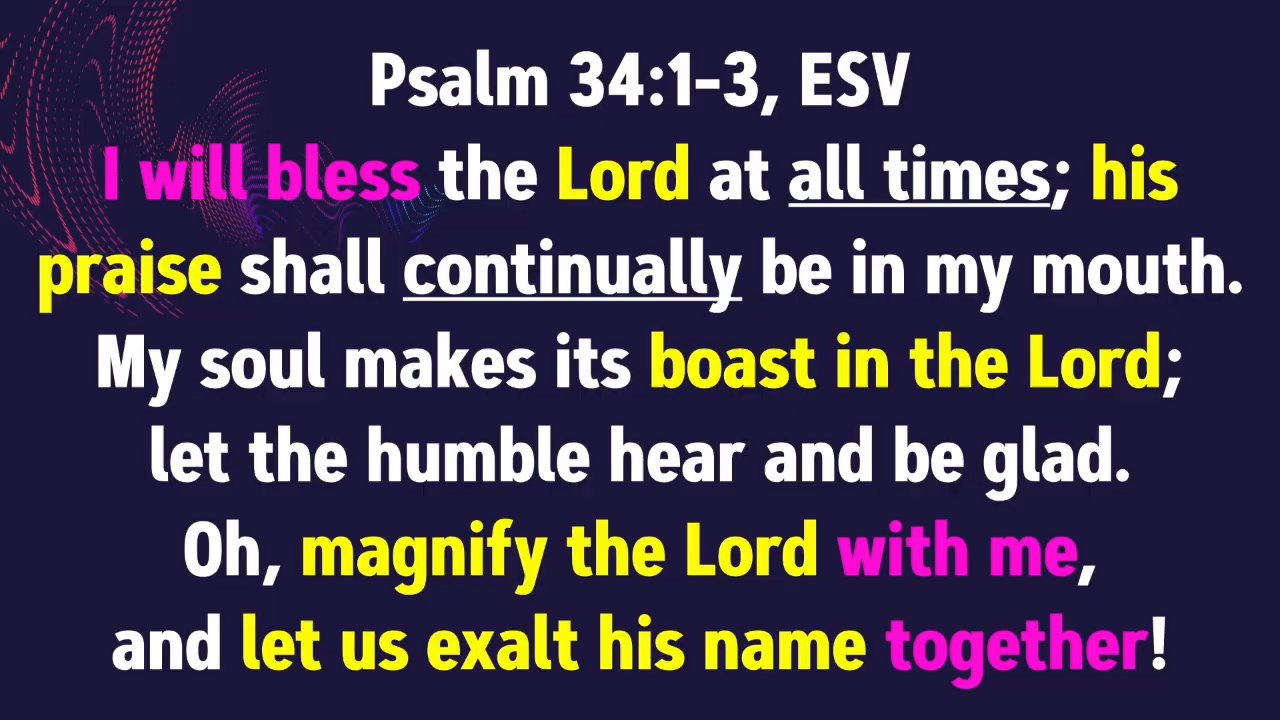 Psalm 34:1–3, ESV
I will bless the Lord at all times; his
praise shall continually be in my mouth.
My soul makes its boast in the Lord;
let the humble hear and be glad.
Oh, magnify the Lord with me,
and let us exalt his name together!